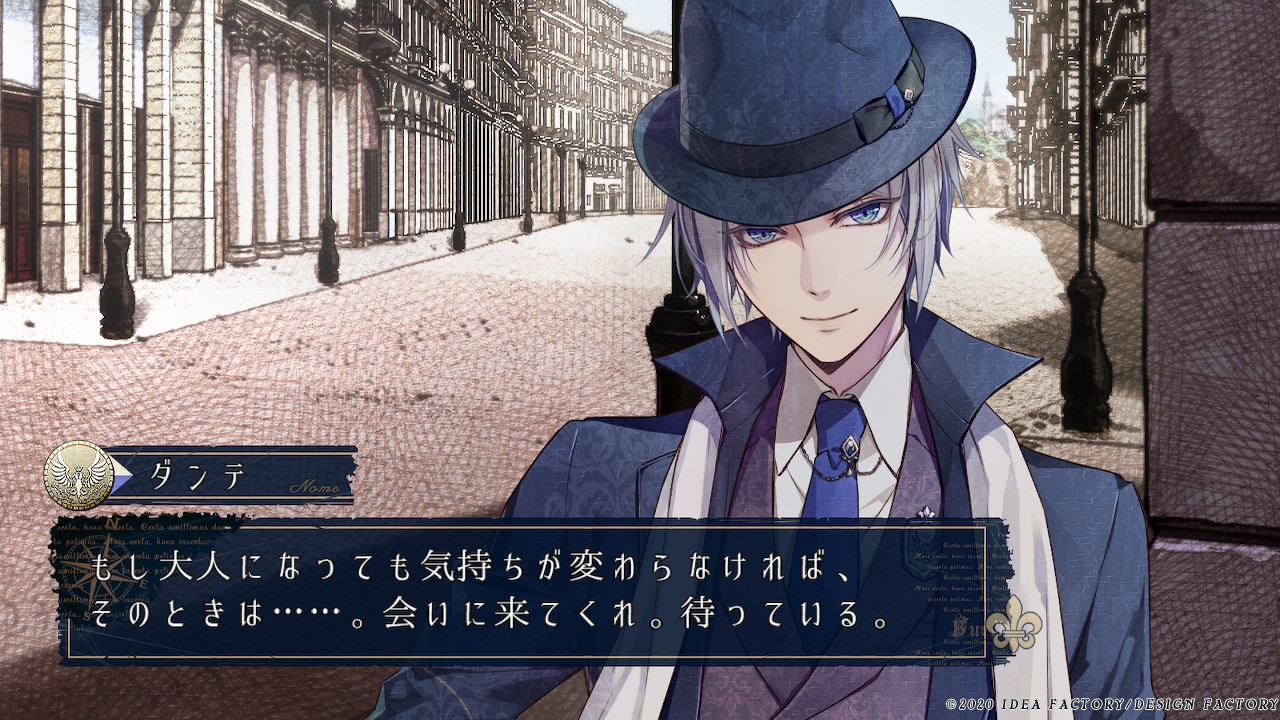 ダンテ
Nome
もし大人になっても気持ちが変わらなければ、
そのときは……。会いに来てくれ。待っている。
©2020 IDEA FACTORY/DESIGN FACTORY